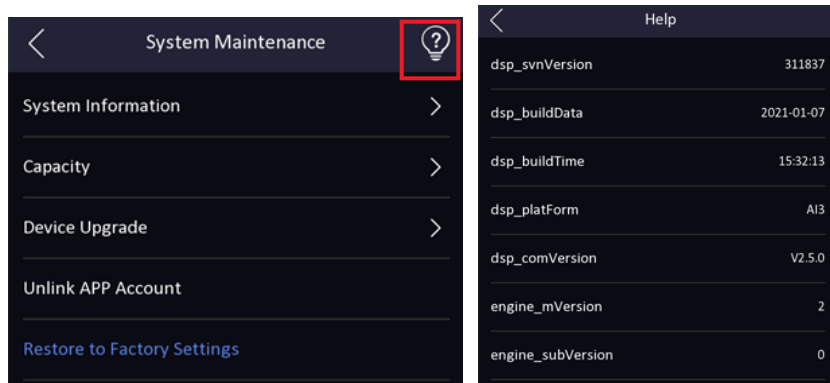 System Maintenance
?
System Information
Capacity
Device Upgrade
Unlink APP Account
Restore to Factory Settings
Help
dsp_svnVersion 311837
dsp_buildData 2021-01-07
dsp_buildTime 15:32:13
dsp_platForm AI3
dsp_comVersion V2.5.0
engine_mVersion 2
engine_subVersion 0